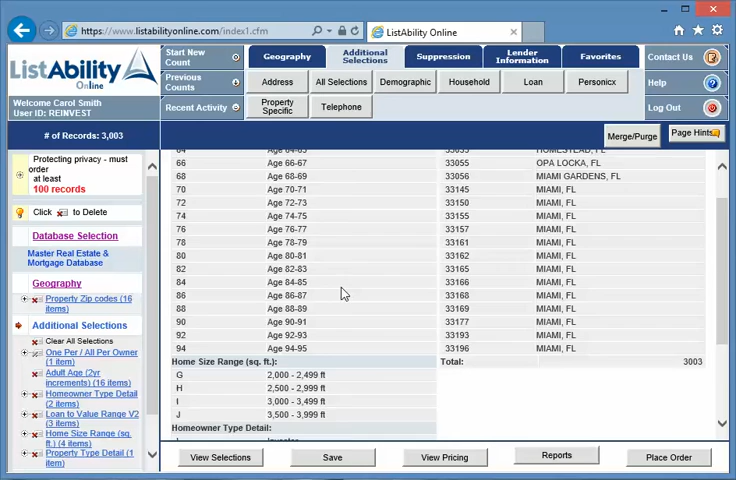 https://www.listabilityonline.com/index1.cfm
ListAbility Online
ListAbility
Online
Welcome Carol Smith
User ID: REINVEST
Start New
Count
Previous
Counts
Recent Activity
Geography
Additional
Selections
Suppression
Lender
Information
Favorites
Contact Us
Help
Log Out
Address
All Selections
Demographic
Household
Loan
Personicx
Property
Specific
Telephone
# of Records: 3,003
Merge/Purge
Page Hints
Protecting privacy - must
order
at least
100 records
Click to Delete
Database Selection
Master Real Estate &
Mortgage Database
Geography
Property Zip codes (16
items)
Additional Selections
Clear All Selections
One Per / All Per Owner
(1 item)
Adult Age (2yr
increments) (16 items)
Homeowner Type Detail
(2 items)
Loan to Value Range V2
(3 items)
Home Size Range (sq.
ft.) (4 items)
Property Type Detail (1
item)
64 Age 64-65 33035 HOMESTEAD, FL
66 Age 66-67 33055 OPA LOCKA, FL
68 Age 68-69 33056 MIAMI GARDENS, FL
70 Age 70-71 33145 MIAMI, FL
72 Age 72-73 33150 MIAMI, FL
74 Age 74-75 33155 MIAMI, FL
76 Age 76-77 33157 MIAMI, FL
78 Age 78-79 33161 MIAMI, FL
80 Age 80-81 33162 MIAMI, FL
82 Age 82-83 33165 MIAMI, FL
84 Age 84-85 33166 MIAMI, FL
86 Age 86-87 33168 MIAMI, FL
88 Age 88-89 33169 MIAMI, FL
90 Age 90-91 33177 MIAMI, FL
92 Age 92-93 33193 MIAMI, FL
94 Age 94-95 33196 MIAMI, FL
Home Size Range (sq. ft.): Total: 3003
G 2,000 - 2,499 ft
H 2,500 - 2,999 ft
I 3,000 - 3,499 ft
J 3,500 - 3,999 ft
Homeowner Type Detail:
I Investor
View Selections
Save
View Pricing
Reports
Place Order